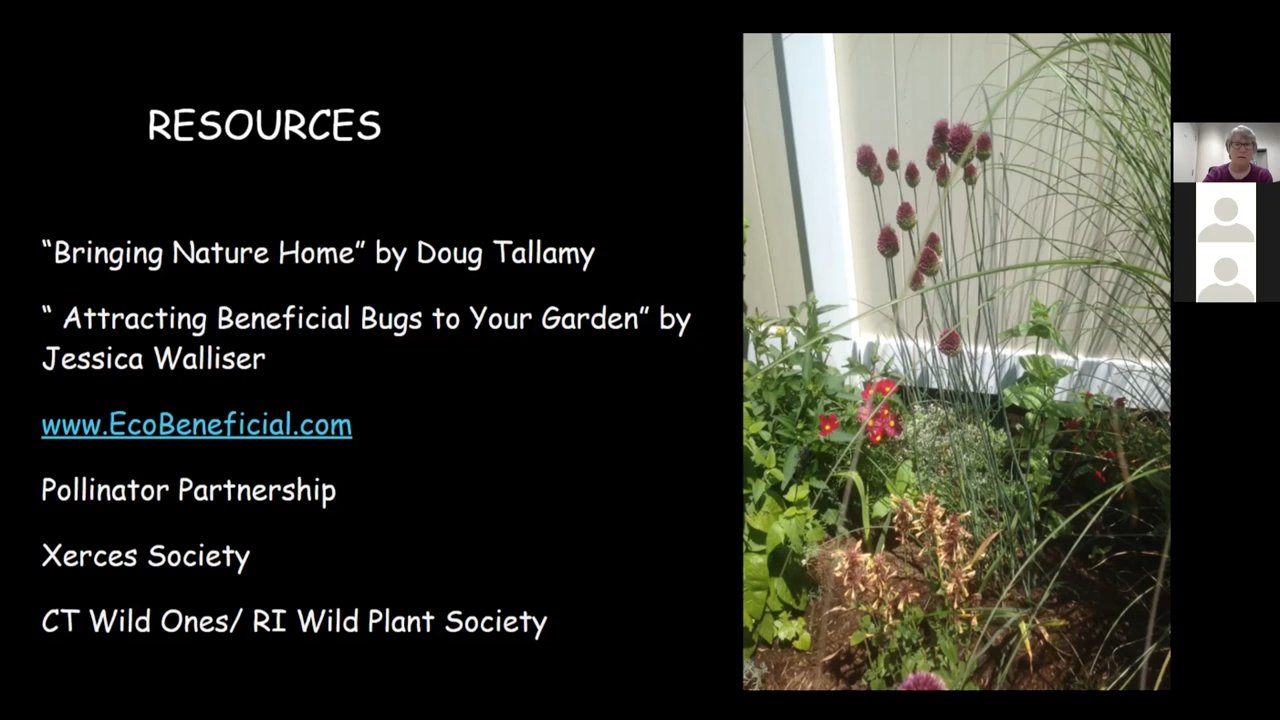 RESOURCES
“Bringing Nature Home” by Doug Tallamy
“ Attracting Beneficial Bugs to Your Garden” by
Jessica Walliser
www.EcoBeneficial.com
Pollinator Partnership
Xerces Society
CT Wild Ones/ RI Wild Plant Society